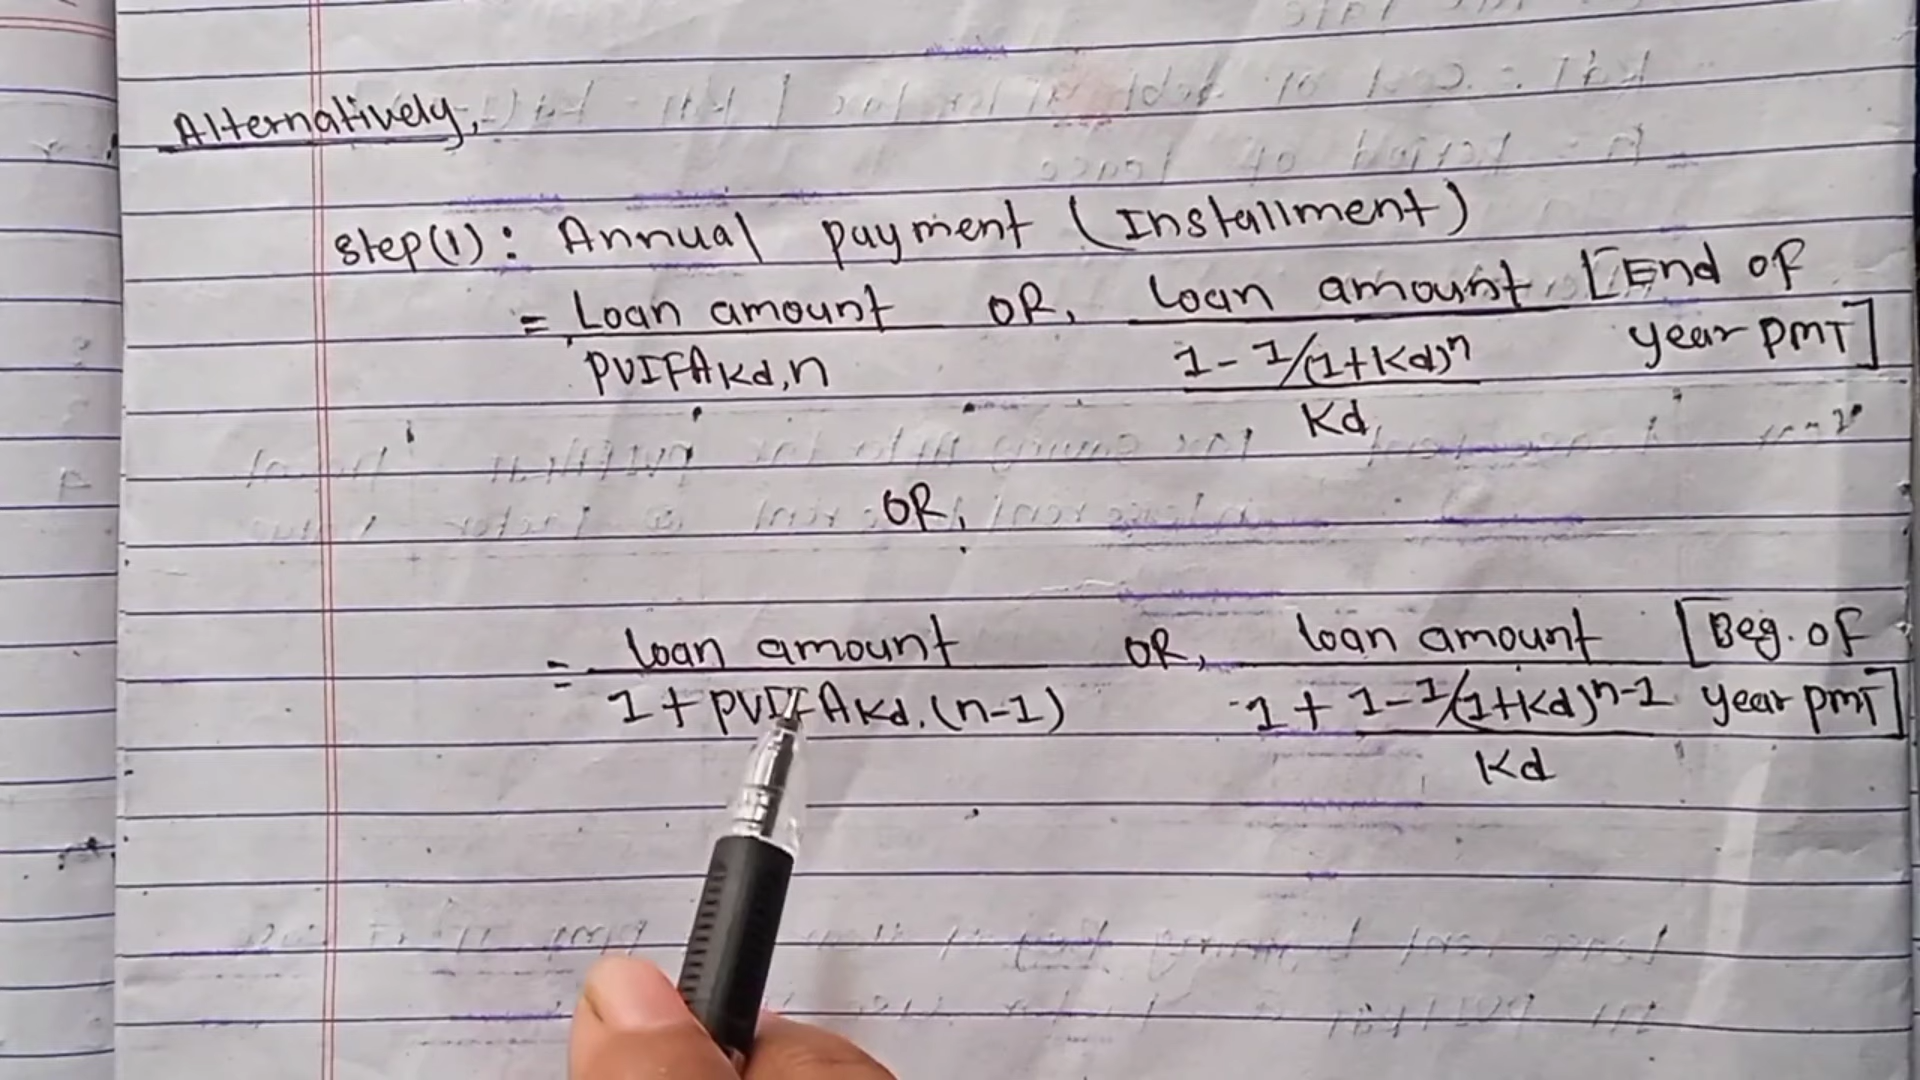 Alternatively,
Step(1): Annual payment (Installment)
= Loan amount / PVIFAKd,n OR, Loan amount / 1-1/(1+Kd)^n / Kd [End of year PMT]
OR,
= Loan amount / 1+PVIFAKd,(n-1) OR, Loan amount / 1+ 1-1/(1+Kd)^n-1 / Kd [Beg. of year PMT]